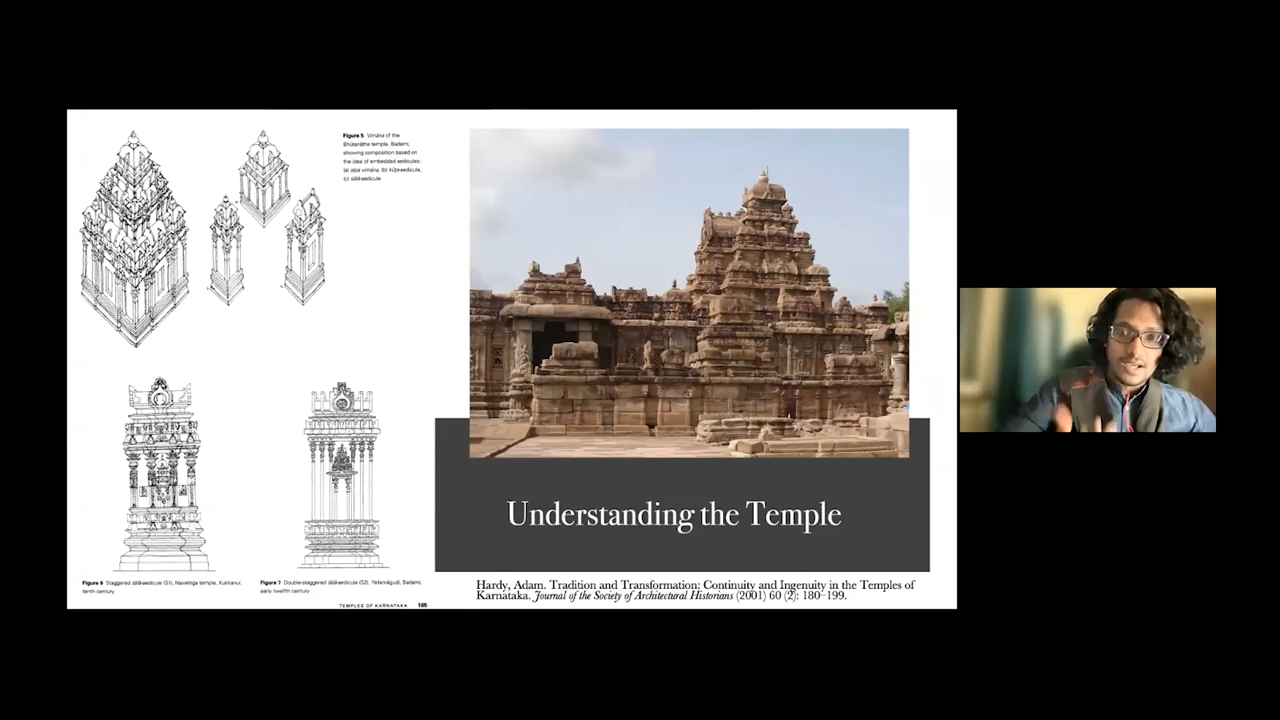 Figure 5 Vimāna of the
Bhūtanātha temple, Badami,
showing composition based on
the idea of embedded aedicules:
(a) alpa vimāna, (b) kūṭa-aedicule,
(c) śālā-aedicule
Figure 6 Staggered śālā-aedicule (S1), Navaliṅga temple, Kukkanur,
tenth century
Figure 7 Double-staggered śālā-aedicule (S2), Yellamāguḍi, Badami,
early twelfth century
TEMPLES OF KARNATAKA 185
Understanding the Temple
Hardy, Adam. Tradition and Transformation: Continuity and Ingenuity in the Temples of
Karnataka. Journal of the Society of Architectural Historians (2001) 60 (2): 180–199.